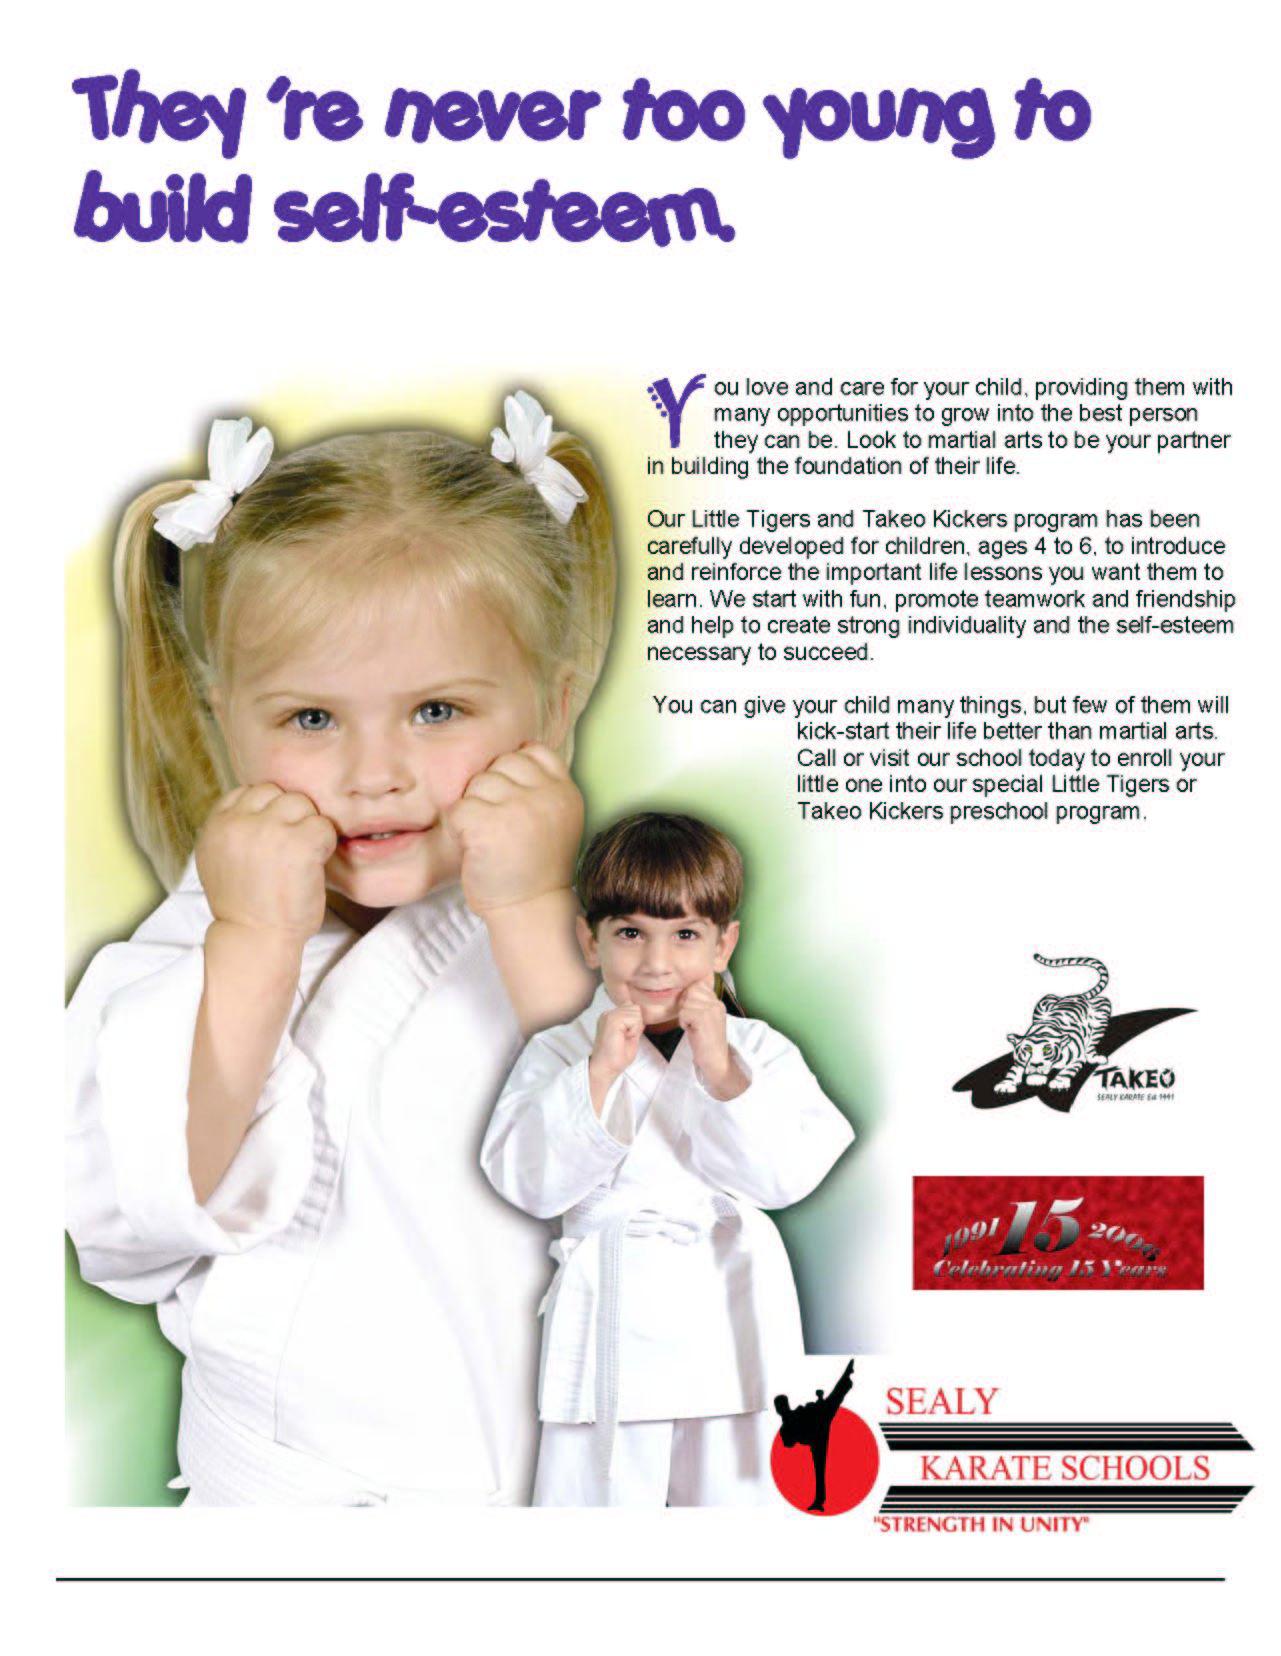 They 're never too young to
build self-esteem.
You love and care for your child, providing them with
many opportunities to grow into the best person
they can be. Look to martial arts to be your partner
in building the foundation of their life.
Our Little Tigers and Takeo Kickers program has been
carefully developed for children, ages 4 to 6, to introduce
and reinforce the important life lessons you want them to
learn. We start with fun, promote teamwork and friendship
and help to create strong individuality and the self-esteem
necessary to succeed.
You can give your child many things, but few of them will
kick-start their life better than martial arts.
Call or visit our school today to enroll your
little one into our special Little Tigers or
Takeo Kickers preschool program.
TAKEO
SEALY KARATE Est 1991
1991 15 2006
Celebrating 15 Years
SEALY
KARATE SCHOOLS
"STRENGTH IN UNITY"